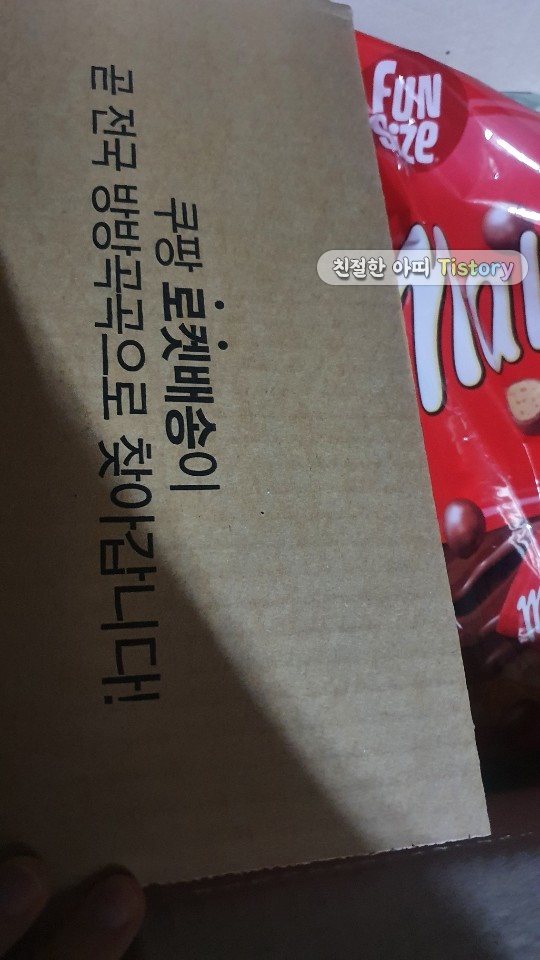 쿠팡 로켓배송이
곧 전국 방방곡곡으로 찾아갑니다!
FUN
SIZe
친절한 아띠 Tistory